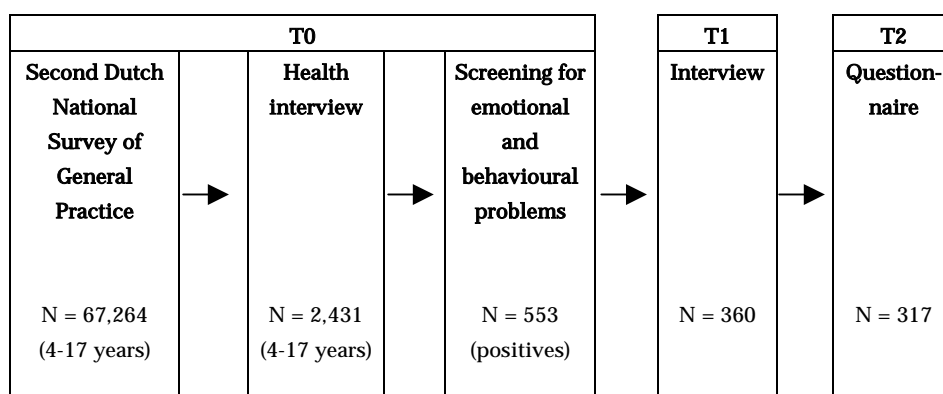 T0
Second Dutch
National
Survey of
General
Practice
N = 67,264
(4-17 years)
Health
interview
N = 2,431
(4-17 years)
Screening for
emotional
and
behavioural
problems
N = 553
(positives)
T1
Interview
N = 360
T2
Question-
naire
N = 317